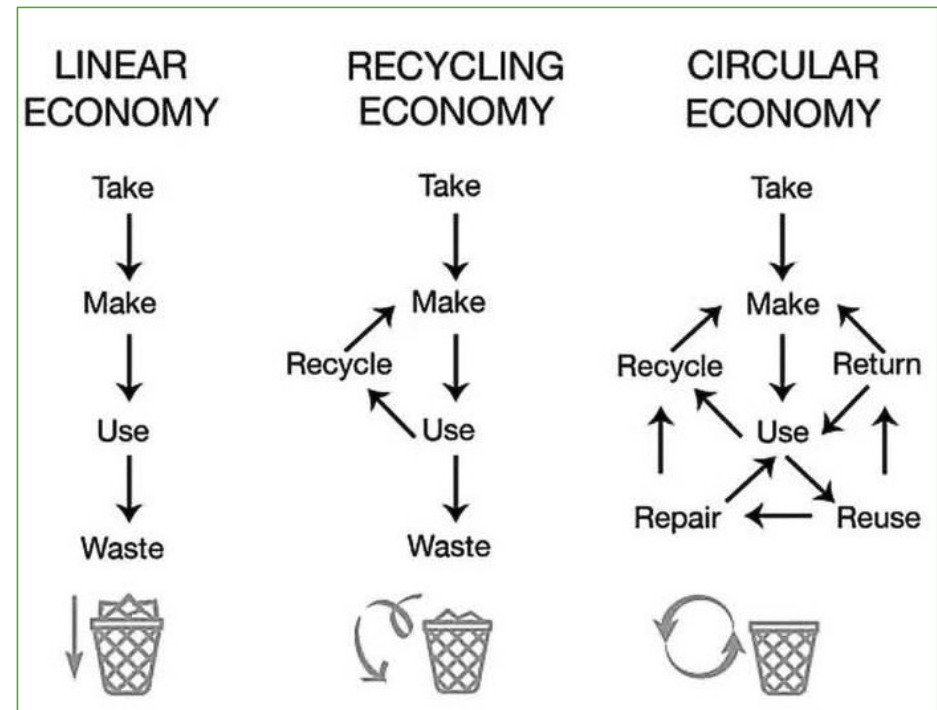 LINEAR
ECONOMY
Take
Make
Use
Waste
RECYCLING
ECONOMY
Take
Make
Recycle
Use
Waste
CIRCULAR
ECONOMY
Take
Make
Recycle
Return
Use
Repair
Reuse